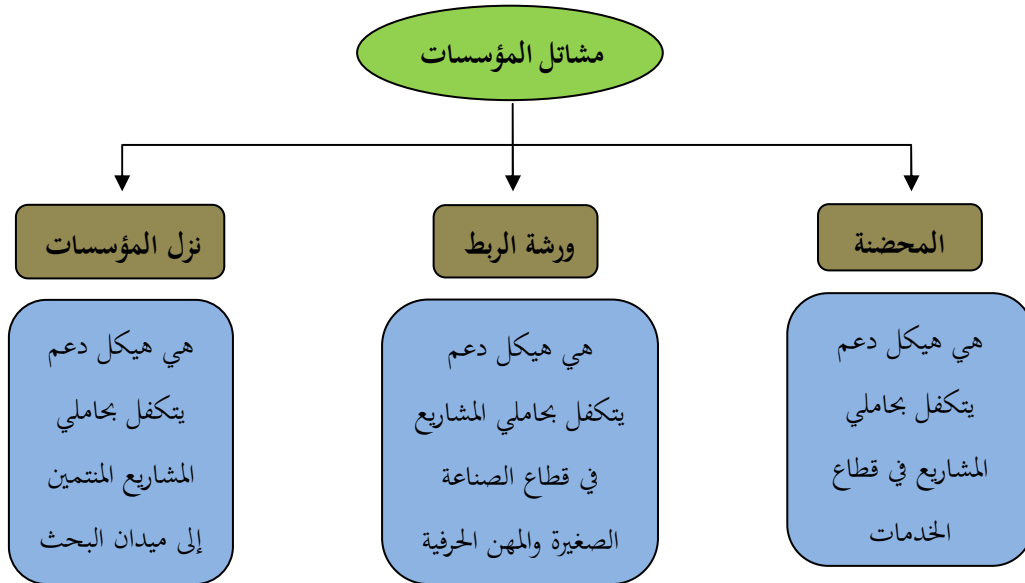 مشاتل المؤسسات
المحضنة
هي هيكل دعم
يتكفل بحاملي
المشاريع في قطاع
الخدمات
ورشة الربط
هي هيكل دعم
يتكفل بحاملي المشاريع
في قطاع الصناعة
الصغيرة والمهن الحرفية
نزل المؤسسات
هي هيكل دعم
يتكفل بحاملي
المشاريع المنتمين
إلى ميدان البحث